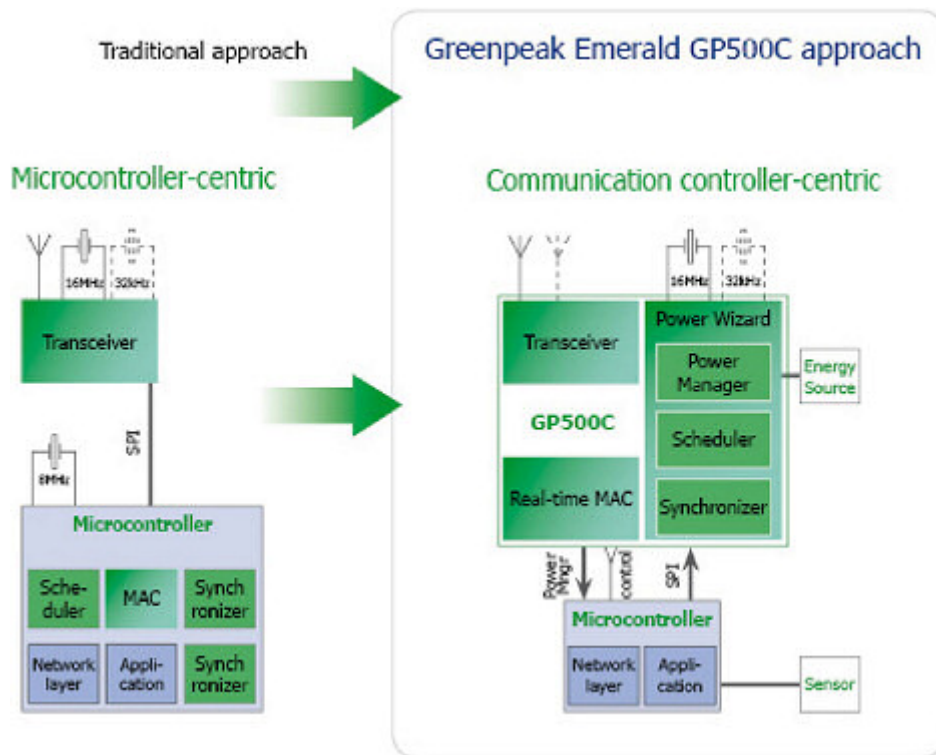 Traditional approach
Greenpeak Emerald GP500C approach
Microcontroller-centric
16MHz
32kHz
Transceiver
SPI
8MHz
Microcontroller
Sche-
duler
MAC
Synch
ronizer
Network
layer
Appli-
cation
Synch
ronizer
Communication controller-centric
16MHz
32kHz
Transceiver
Power Wizard
Power
Manager
Energy
Source
GP500C
Scheduler
Real-time MAC
Synchronizer
Power
Mngr
control
SPI
Microcontroller
Network
layer
Appli-
cation
Sensor